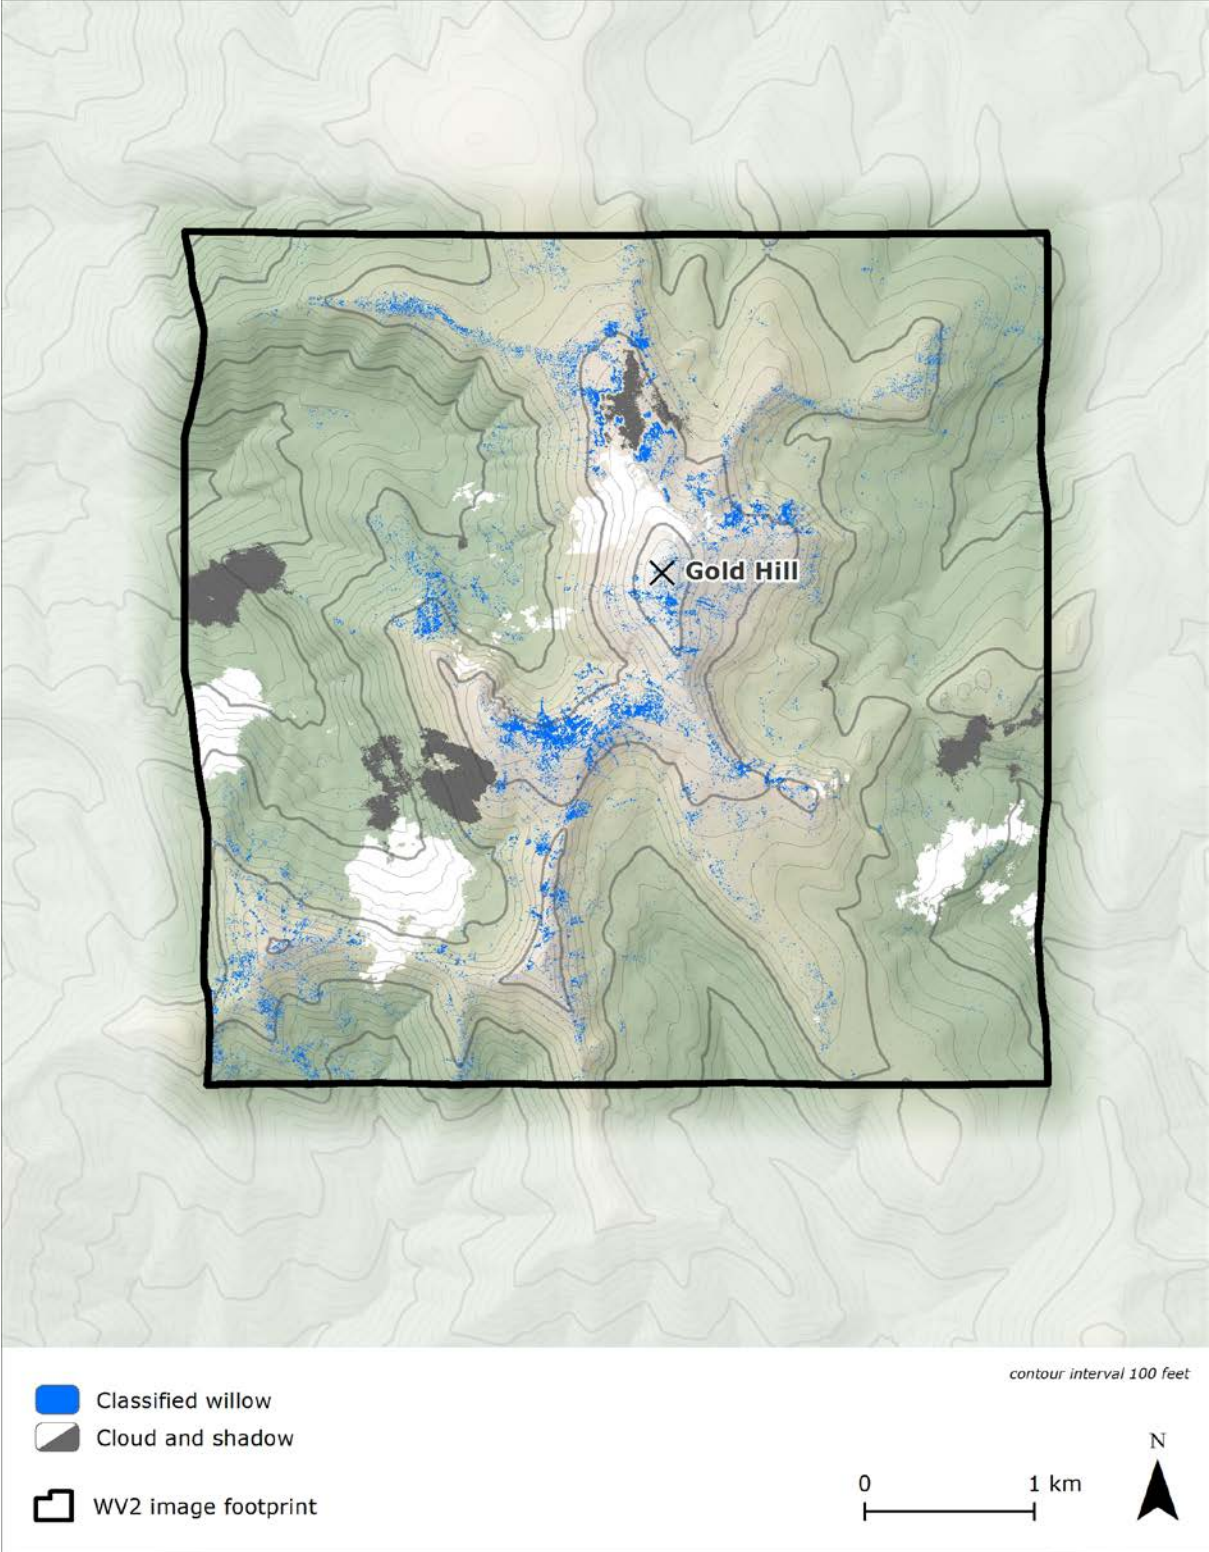 Gold Hill
contour interval 100 feet
Classified willow
Cloud and shadow
N
0 1 km
WV2 image footprint